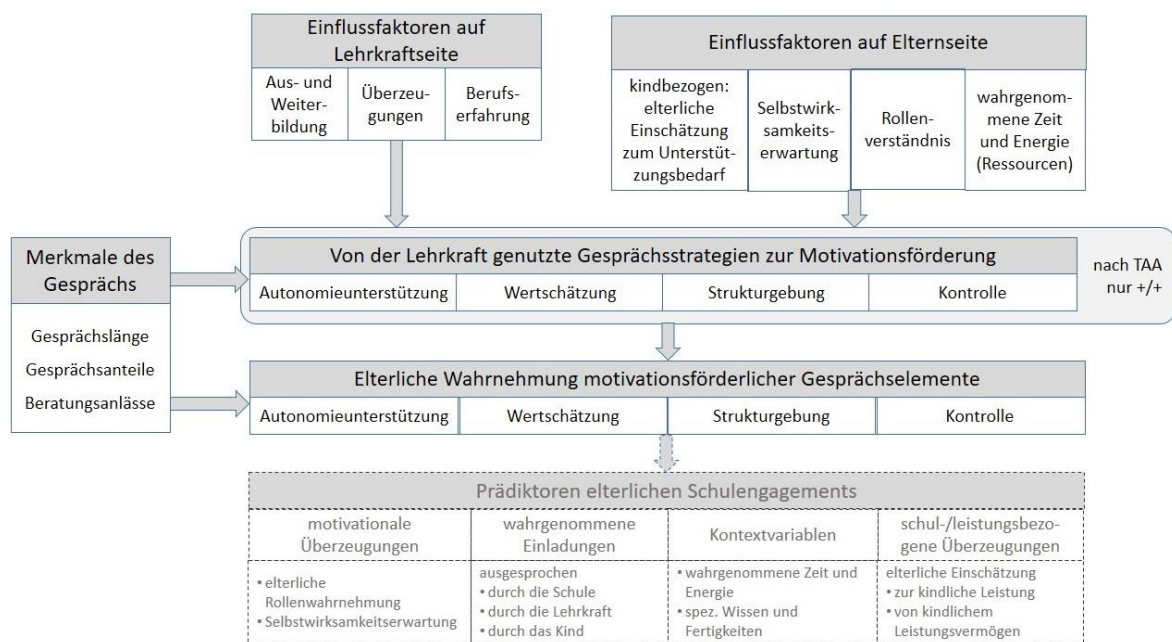 Einflussfaktoren auf
Lehrkraftseite
Aus- und
Weiter-
bildung
Überzeu-
gungen
Berufs-
erfahrung
Einflussfaktoren auf Elternseite
kindbezogen:
elterliche
Einschätzung
zum Unterstüt-
zungsbedarf
Selbstwirk-
samkeits-
erwartung
Rollen-
verständnis
wahrgenom-
mene Zeit
und Energie
(Ressourcen)
Merkmale des
Gesprächs
Gesprächslänge
Gesprächsanteile
Beratungsanlässe
Von der Lehrkraft genutzte Gesprächsstrategien zur Motivationsförderung
Autonomieunterstützung
Wertschätzung
Strukturgebung
Kontrolle
nach TAA
nur +/+
Elterliche Wahrnehmung motivationsförderlicher Gesprächselemente
Autonomieunterstützung
Wertschätzung
Strukturgebung
Kontrolle
Prädiktoren elterlichen Schulengagements
motivationale
Überzeugungen
• elterliche
Rollenwahrnehmung
• Selbstwirksamkeitserwartung
wahrgenommene
Einladungen
ausgesprochen
• durch die Schule
• durch die Lehrkraft
• durch das Kind
Kontextvariablen
• wahrgenommene Zeit und
Energie
• spez. Wissen und
Fertigkeiten
schul-/leistungsbezo-
gene Überzeugungen
elterliche Einschätzung
• zur kindliche Leistung
• von kindlichem
Leistungsvermögen